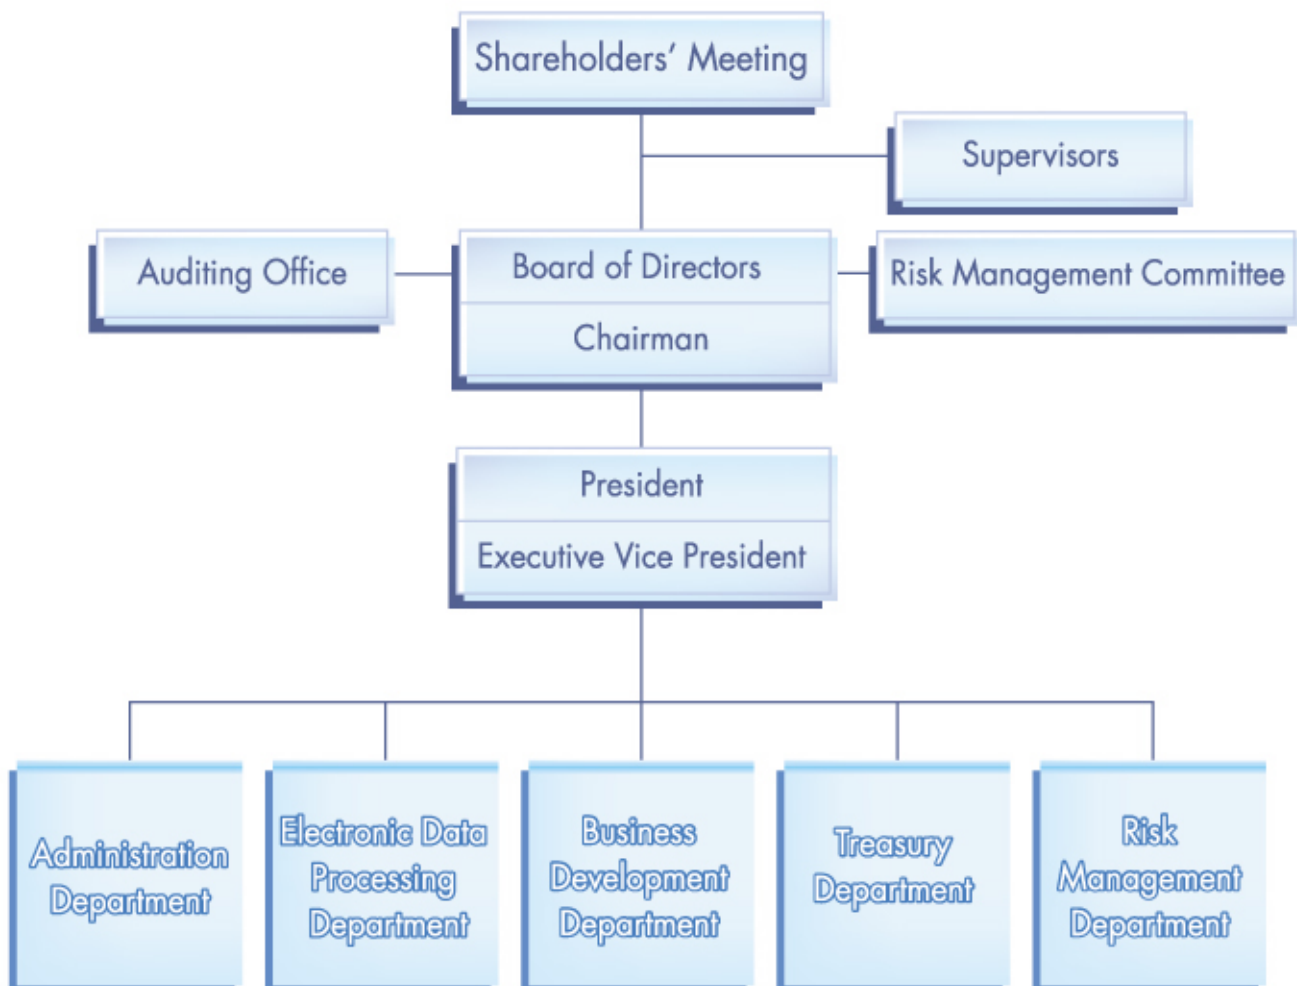 Shareholders’ Meeting
Supervisors
Auditing Office
Board of Directors
Chairman
Risk Management Committee
President
Executive Vice President
Administration
Department
Electronic Data
Processing
Department
Business
Development
Department
Treasury
Department
Risk
Management
Department